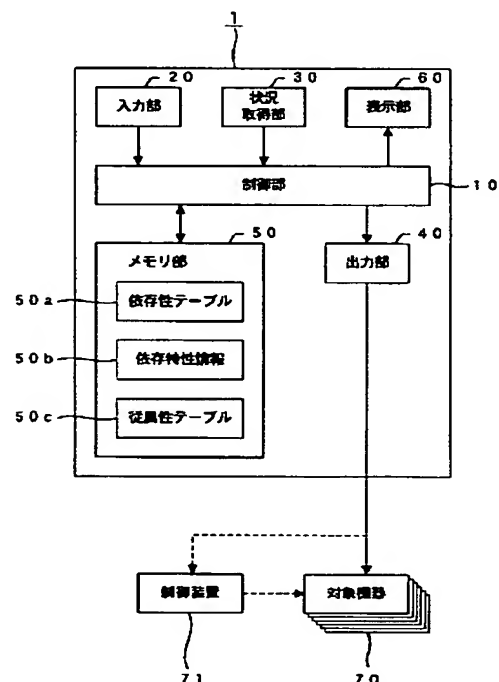 1
20
30
60
入力部
状況
取得部
表示部
制御部
10
50
40
メモリ部
出力部
50a
依存性テーブル
50b
依存特性情報
50c
従属性テーブル
制御装置
対象機器
71
70